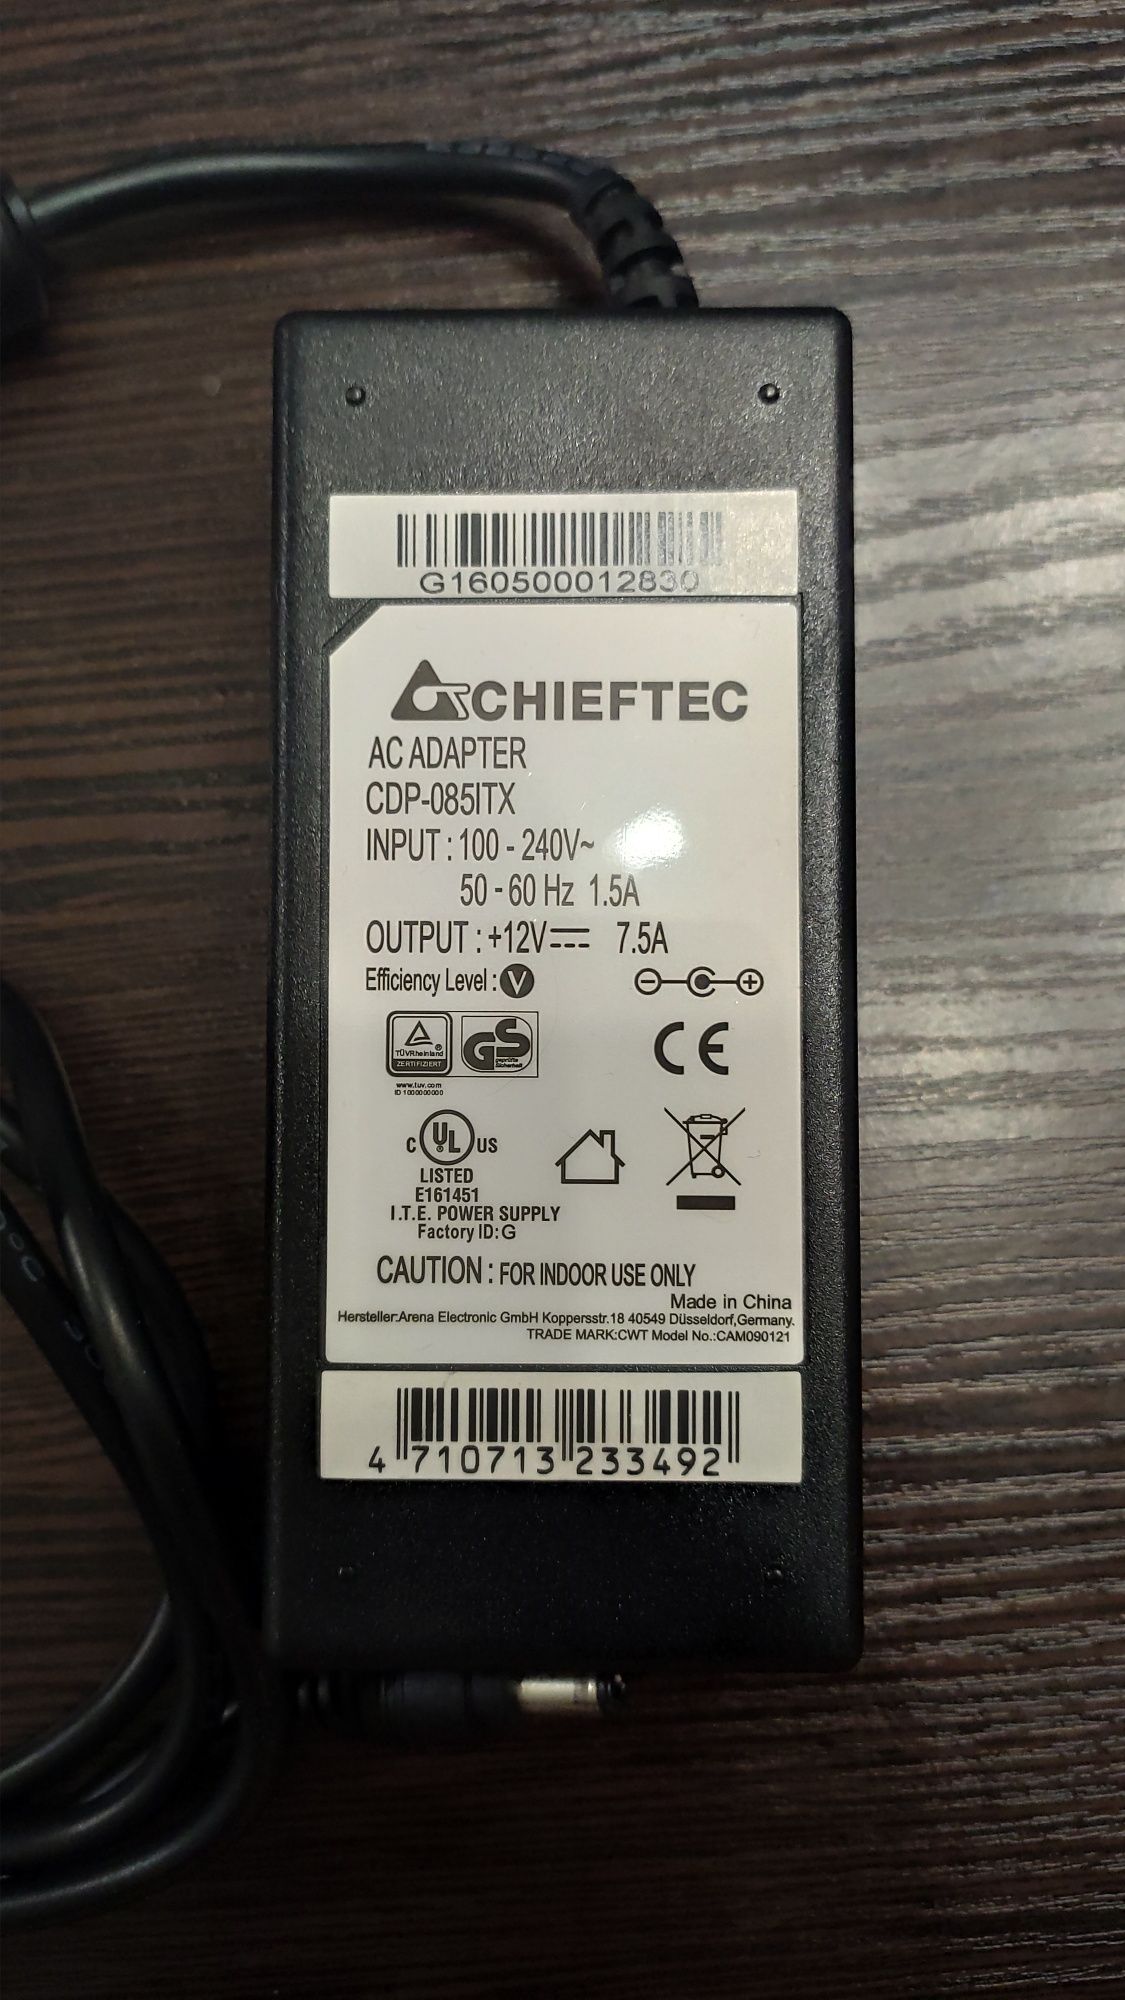 G160500012830
CHIEFTEC
AC ADAPTER
CDP-085ITX
INPUT : 100 - 240V~
50 - 60 Hz 1.5A
OUTPUT : +12V⎓ 7.5A
Efficiency Level : V
TÜVRheinland ®
ZERTIFIZIERT
GS
geprüfte
Sicherheit
www.tuv.com
ID 1000000000
CE
C UL US
LISTED
E161451
I.T.E. POWER SUPPLY
Factory ID: G
CAUTION : FOR INDOOR USE ONLY
Made in China
Hersteller:Arena Electronic GmbH Koppersstr.18 40549 Düsseldorf,Germany.
TRADE MARK:CWT Model No.:CAM090121
4 710713 233492